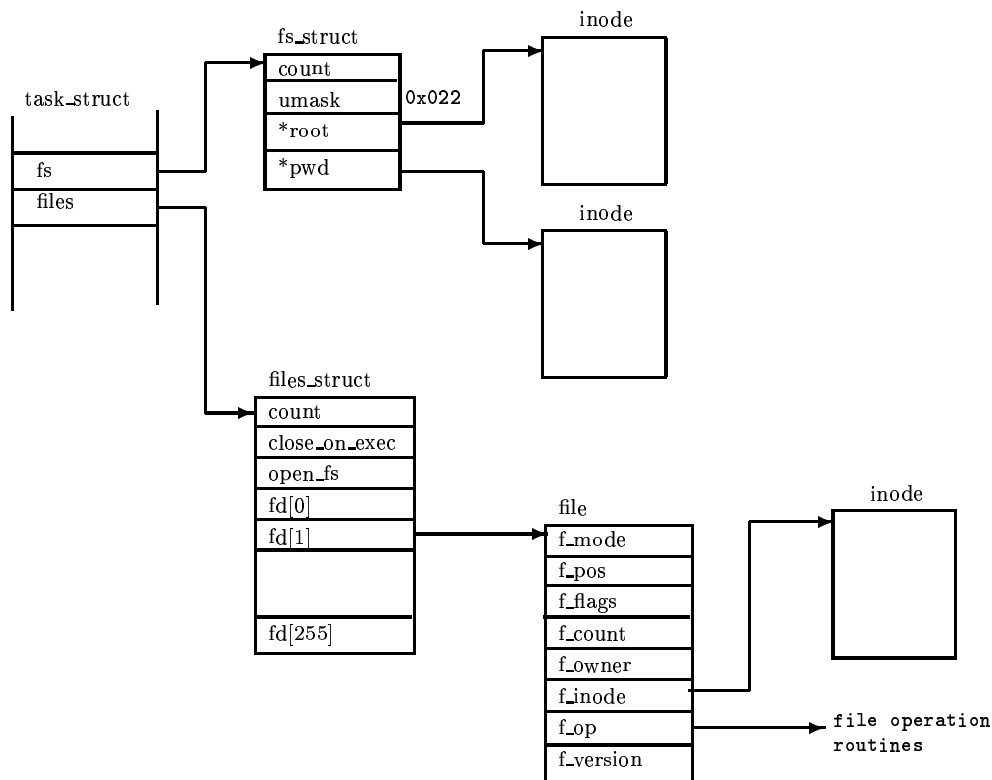 inode
fs_struct
count
umask
0x022
*root
*pwd
task_struct
fs
files
inode
files_struct
count
close_on_exec
open_fs
fd[0]
fd[1]
fd[255]
file
f_mode
f_pos
f_flags
f_count
f_owner
f_inode
f_op
f_version
inode
file operation
routines